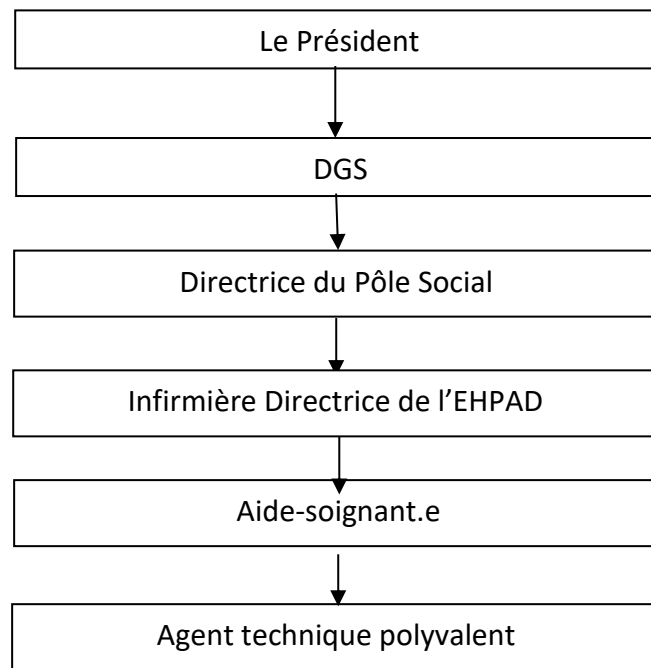 Le Président
DGS
Directrice du Pôle Social
Infirmière Directrice de l’EHPAD
Aide-soignant.e
Agent technique polyvalent